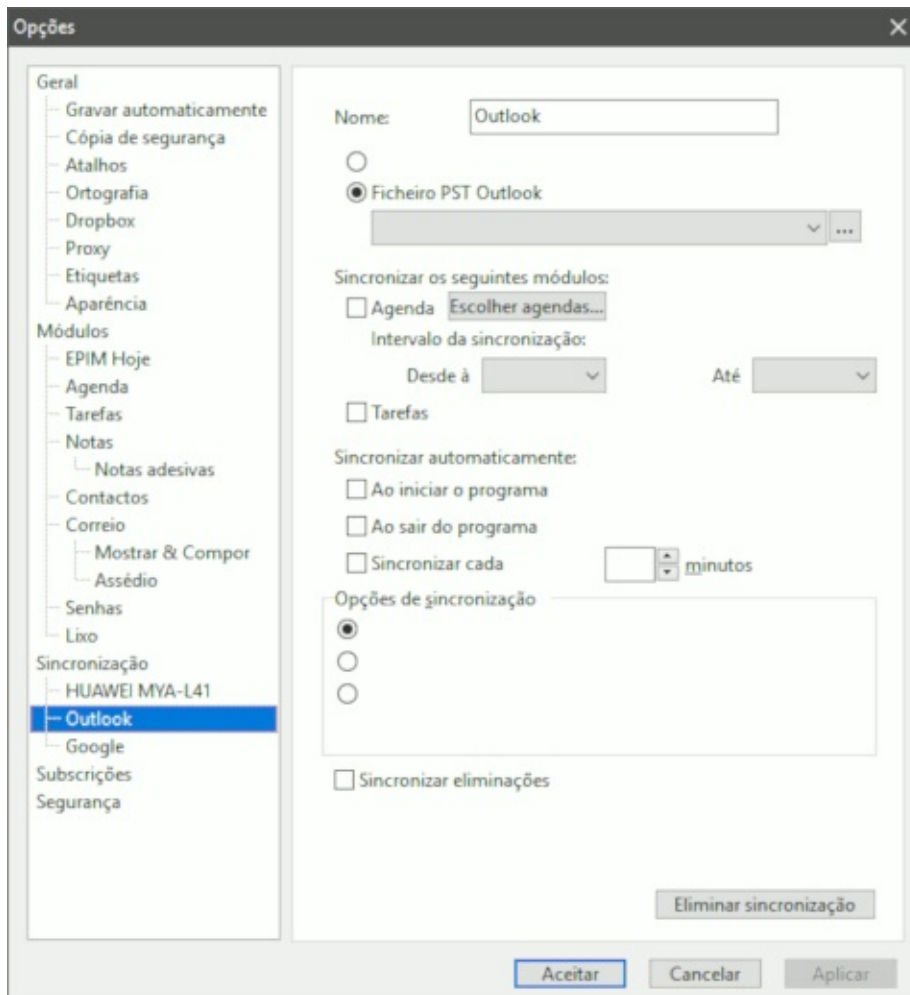 Opções
Geral
Gravar automaticamente
Cópia de segurança
Atalhos
Ortografia
Dropbox
Proxy
Etiquetas
Aparência
Módulos
EPIM Hoje
Agenda
Tarefas
Notas
Notas adesivas
Contactos
Correio
Mostrar & Compor
Assédio
Senhas
Lixo
Sincronização
HUAWEI MYA-L41
Outlook
Google
Subscrições
Segurança
Nome: Outlook
Ficheiro PST Outlook
...
Sincronizar os seguintes módulos:
Agenda Escolher agendas...
Intervalo da sincronização:
Desde à Até
Tarefas
Sincronizar automaticamente:
Ao iniciar o programa
Ao sair do programa
Sincronizar cada minutos
Opções de sincronização
Sincronizar eliminações
Eliminar sincronização
Aceitar Cancelar Aplicar